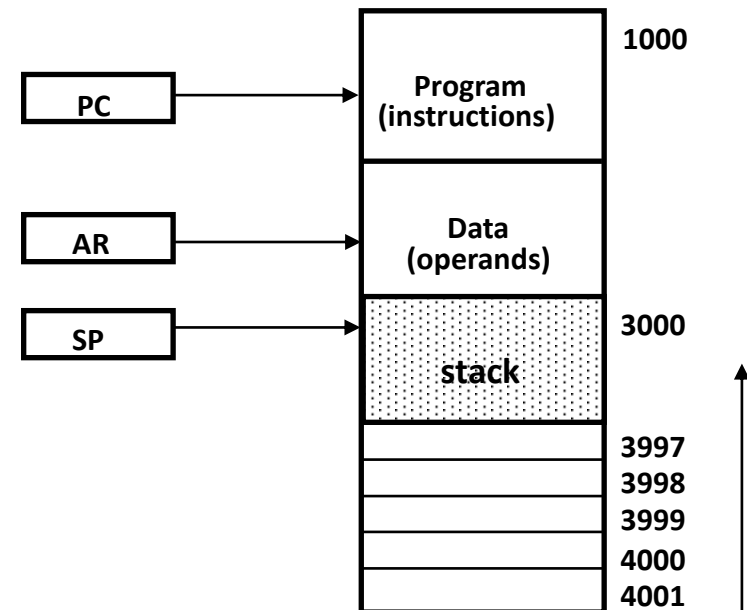 1000
Program
(instructions)
PC
Data
(operands)
AR
3000
SP
stack
3997
3998
3999
4000
4001